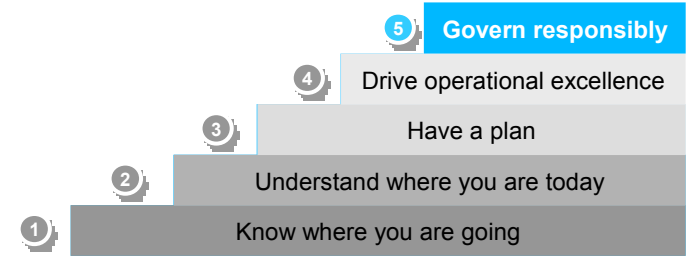 5 Govern responsibly
4 Drive operational excellence
3 Have a plan
2 Understand where you are today
1 Know where you are going